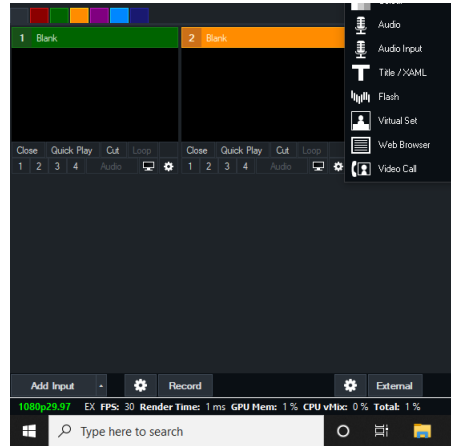 Audio
1 Blank
2 Blank
Audio Input
Title / XAML
Flash
Virtual Set
Web Browser
Video Call
Close Quick Play Cut Loop
Close Quick Play Cut Loop
1 2 3 4 Audio
1 2 3 4 Audio
Add Input
Record
External
1080p29.97 EX FPS: 30 Render Time: 1 ms GPU Mem: 1 % CPU vMix: 0 % Total: 1 %
Type here to search